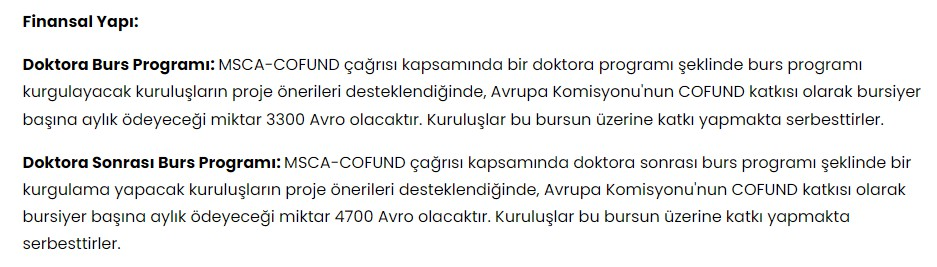 Finansal Yapı:
Doktora Burs Programı: MSCA-COFUND çağrısı kapsamında bir doktora programı şeklinde burs programı
kurgulayacak kuruluşların proje önerileri desteklendiğinde, Avrupa Komisyonu'nun COFUND katkısı olarak bursiyer
başına aylık ödeyeceği miktar 3300 Avro olacaktır. Kuruluşlar bu bursun üzerine katkı yapmakta serbesttirler.
Doktora Sonrası Burs Programı: MSCA-COFUND çağrısı kapsamında doktora sonrası burs programı şeklinde bir
kurgulama yapacak kuruluşların proje önerileri desteklendiğinde, Avrupa Komisyonu'nun COFUND katkısı olarak
bursiyer başına aylık ödeyeceği miktar 4700 Avro olacaktır. Kuruluşlar bu bursun üzerine katkı yapmakta
serbesttirler.